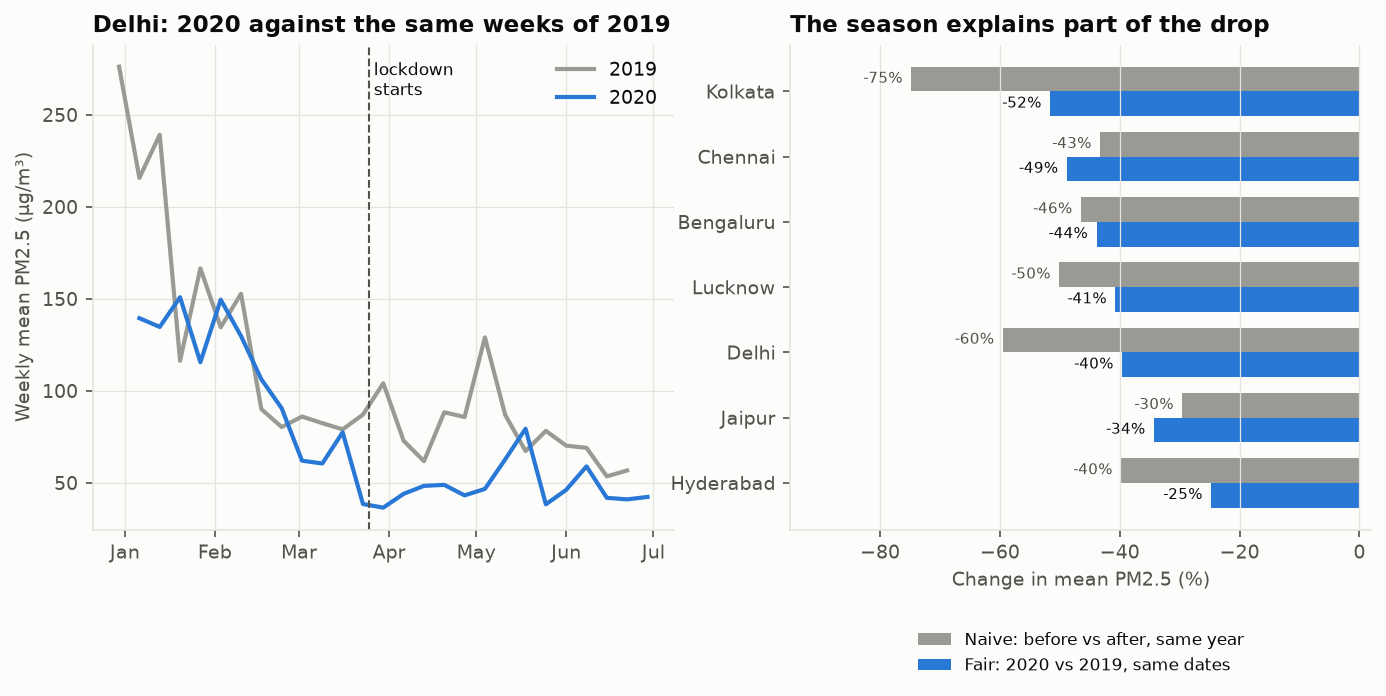 Delhi: 2020 against the same weeks of 2019
lockdown
starts
2019
2020
Weekly mean PM2.5 (µg/m³)
250
200
150
100
50
Jan
Feb
Mar
Apr
May
Jun
Jul
The season explains part of the drop
Kolkata
-75%
-52%
Chennai
-43%
-49%
Bengaluru
-46%
-44%
Lucknow
-50%
-41%
Delhi
-60%
-40%
Jaipur
-30%
-34%
Hyderabad
-40%
-25%
−80
−60
−40
−20
0
Change in mean PM2.5 (%)
Naive: before vs after, same year
Fair: 2020 vs 2019, same dates